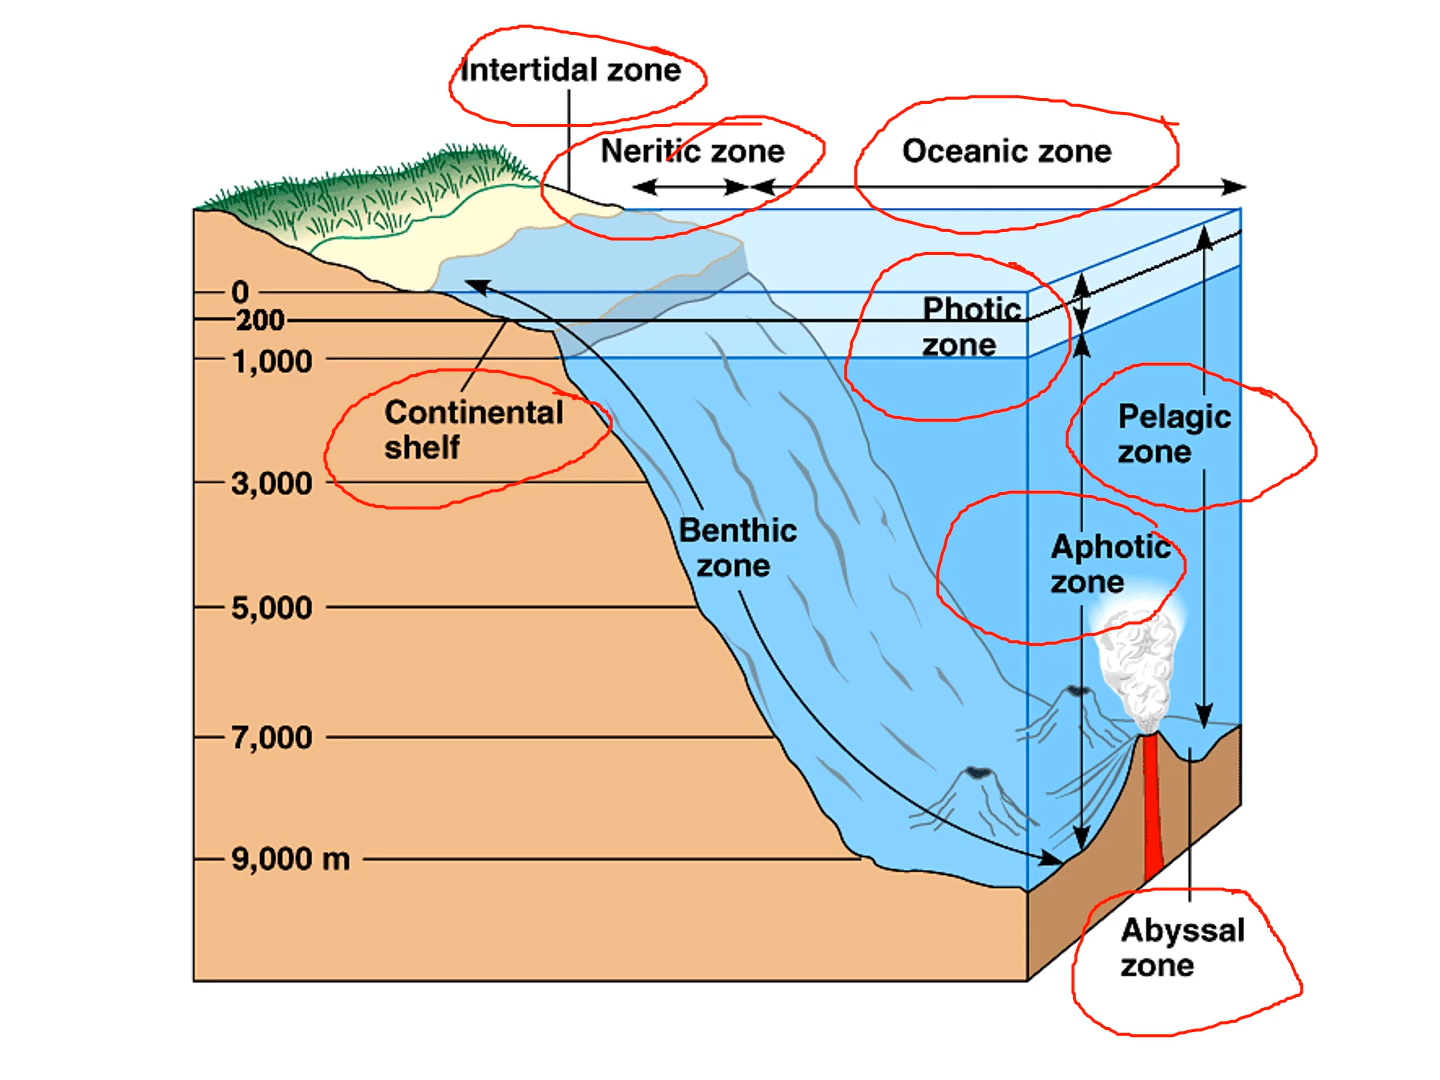 Intertidal zone
Neritic zone
Oceanic zone
0
200
1,000
Photic
zone
Continental
shelf
Pelagic
zone
3,000
Benthic
zone
Aphotic
zone
5,000
7,000
9,000 m
Abyssal
zone